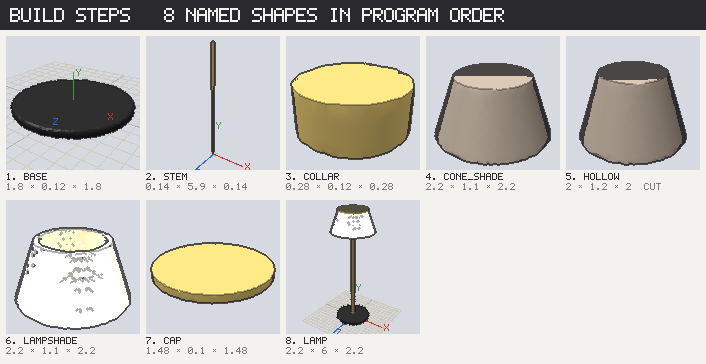 BUILD STEPS 8 NAMED SHAPES IN PROGRAM ORDER
Y
Z
X
1. BASE
1.8 × 0.12 × 1.8
Y
Z
X
2. STEM
0.14 × 5.9 × 0.14
3. COLLAR
0.28 × 0.12 × 0.28
4. CONE_SHADE
2.2 × 1.1 × 2.2
5. HOLLOW
2 × 1.2 × 2 CUT
6. LAMPSHADE
2.2 × 1.1 × 2.2
7. CAP
1.48 × 0.1 × 1.48
Y
Z
X
8. LAMP
2.2 × 6 × 2.2